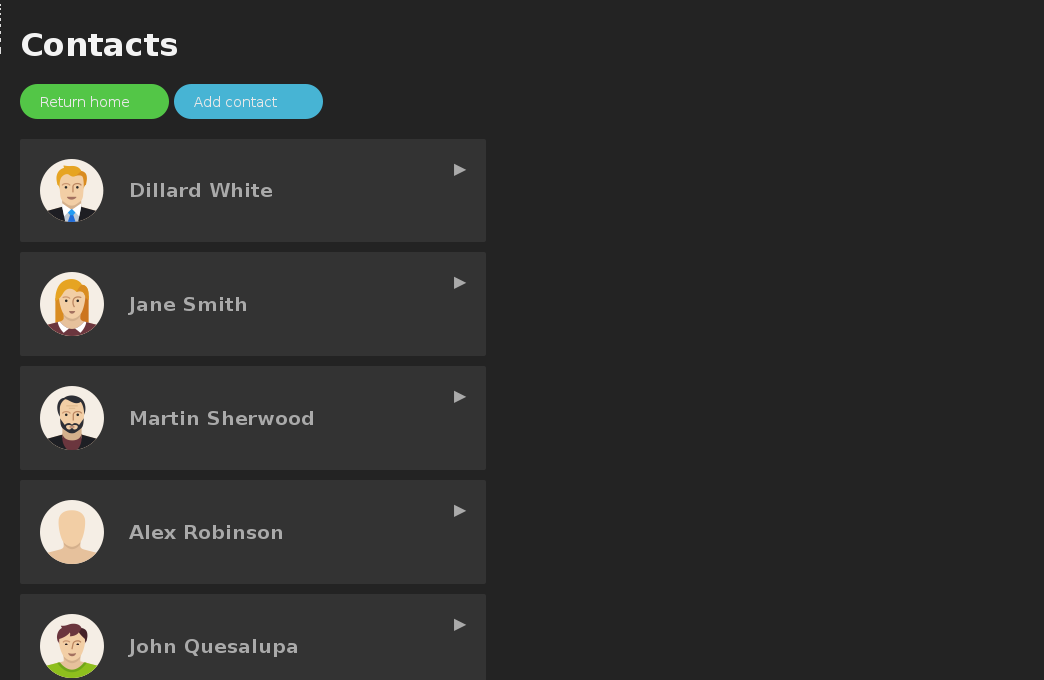 Contacts
Return home
Add contact
Dillard White
Jane Smith
Martin Sherwood
Alex Robinson
John Quesalupa